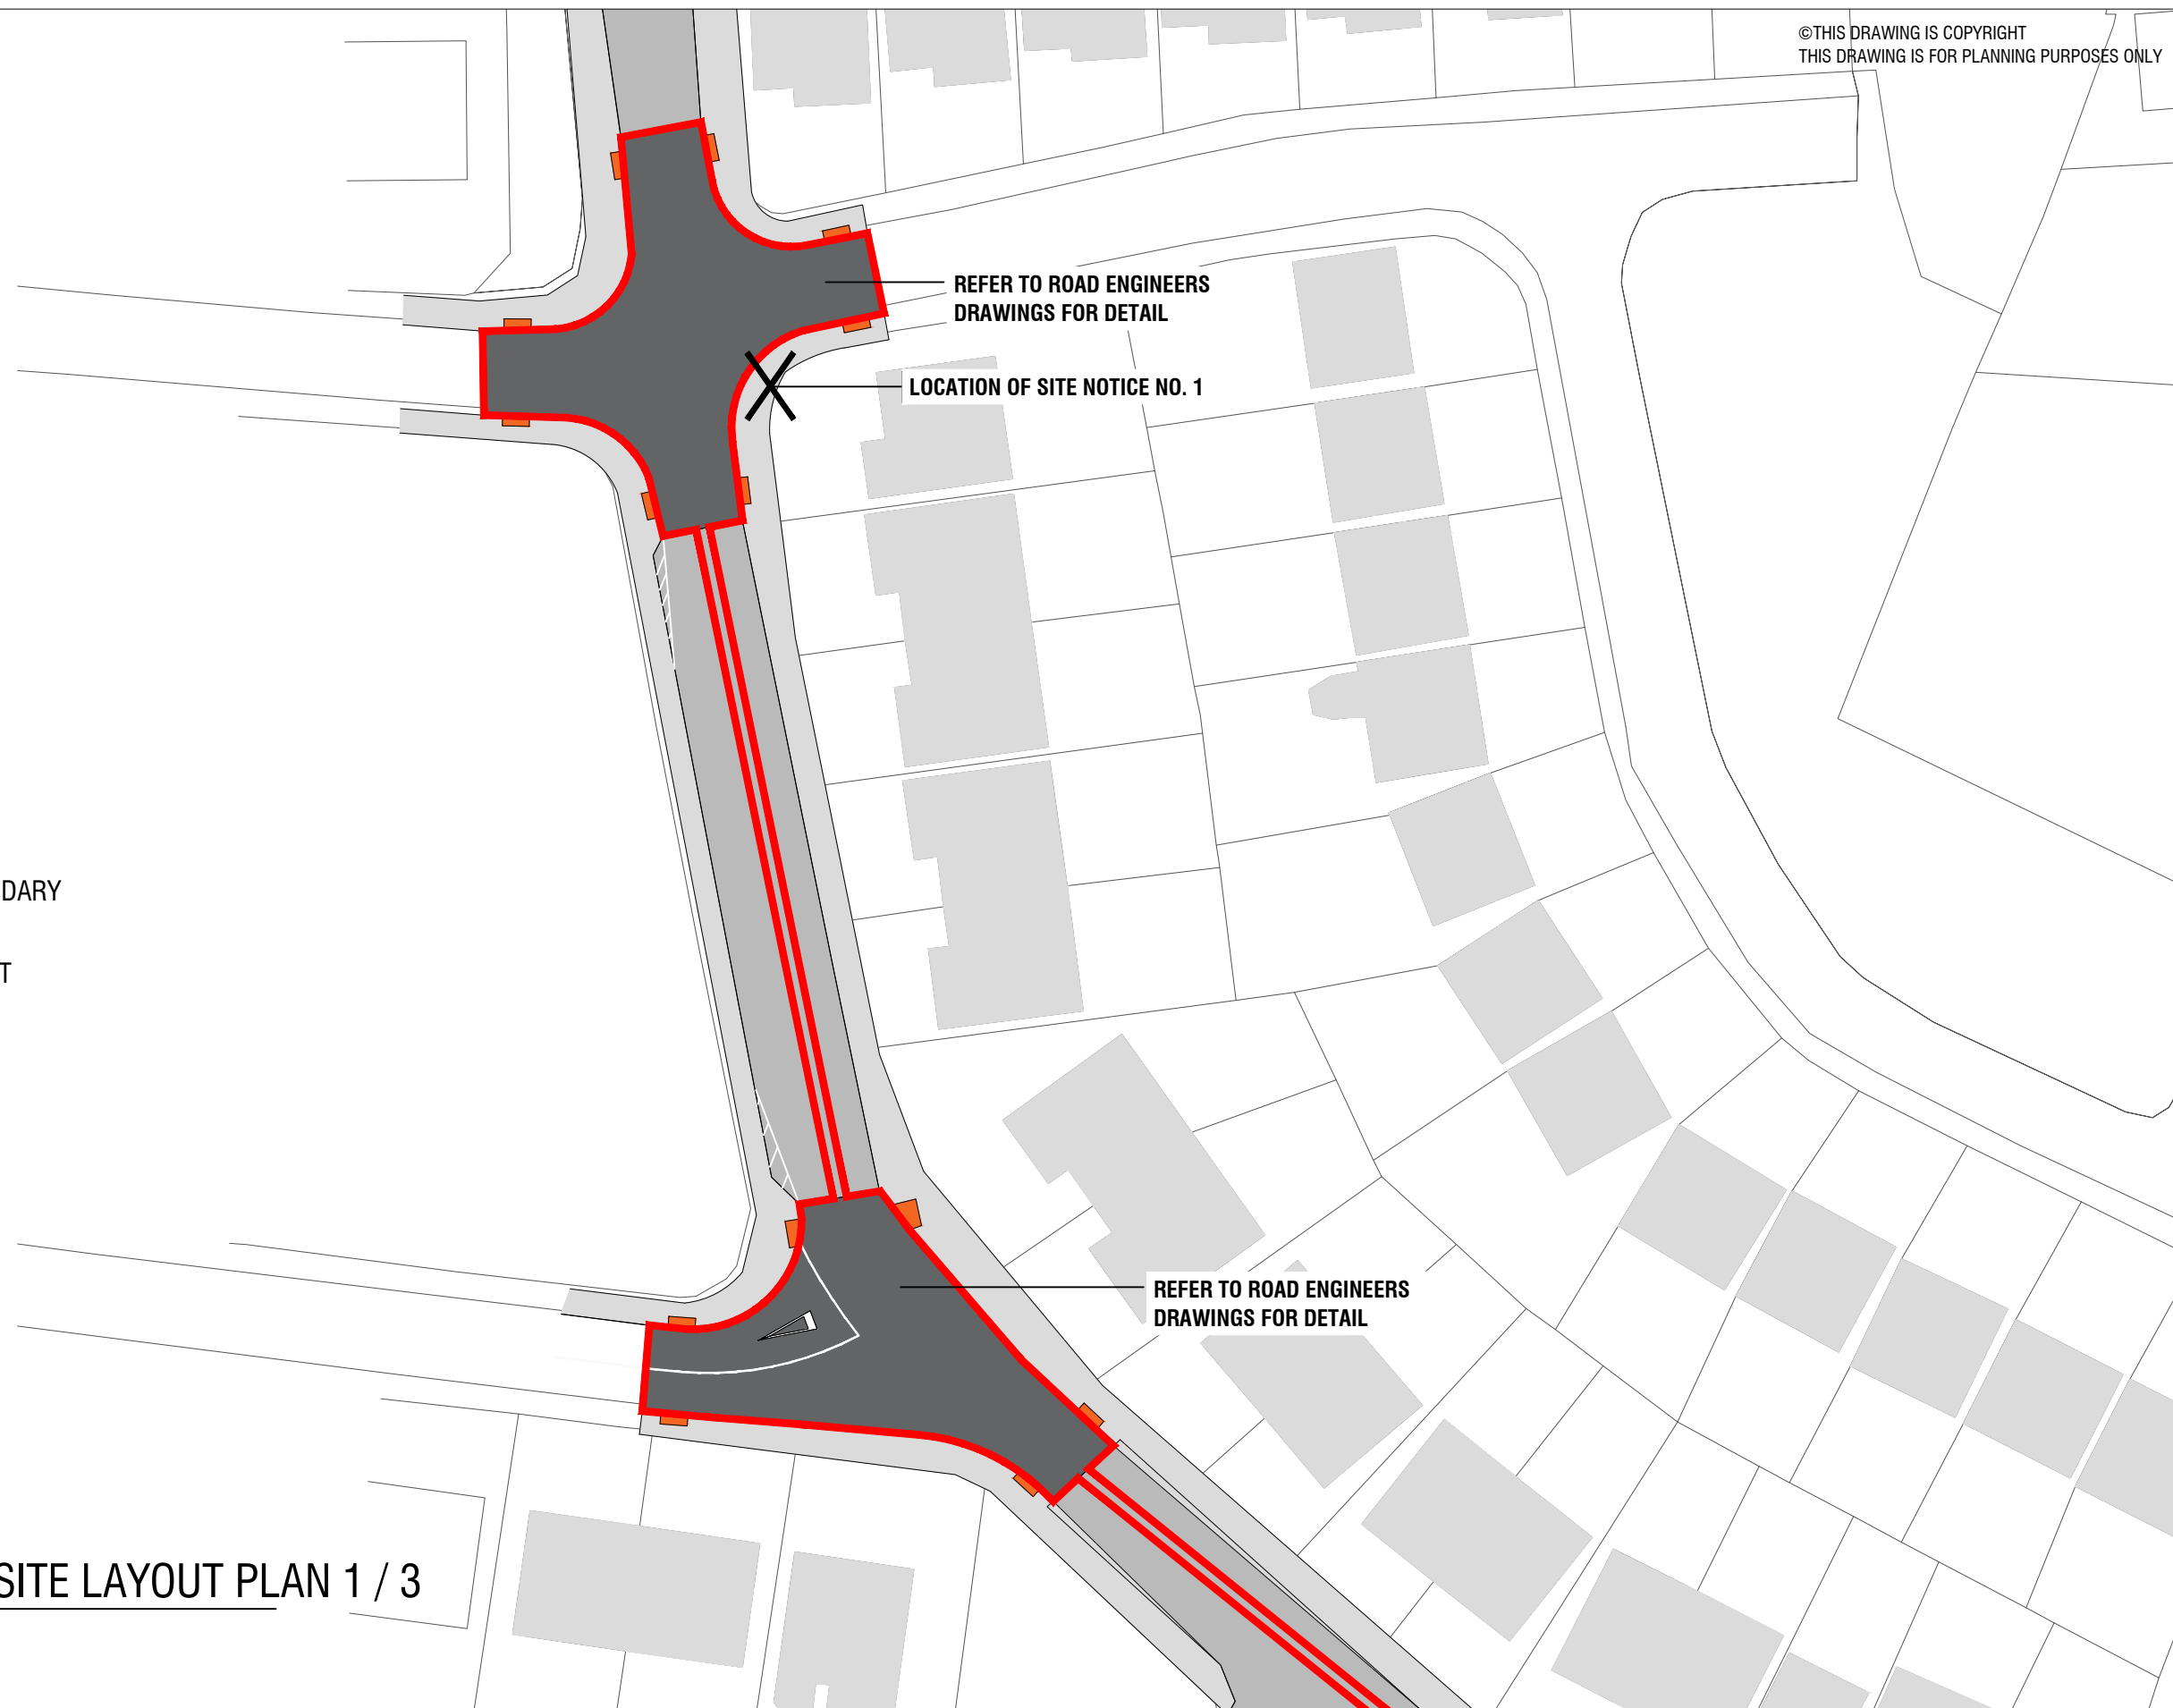 ©THIS DRAWING IS COPYRIGHT
THIS DRAWING IS FOR PLANNING PURPOSES ONLY
REFER TO ROAD ENGINEERS
DRAWINGS FOR DETAIL
LOCATION OF SITE NOTICE NO. 1
DARY
T
REFER TO ROAD ENGINEERS
DRAWINGS FOR DETAIL
SITE LAYOUT PLAN 1 / 3